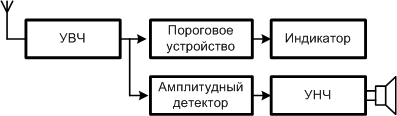 УВЧ
Пороговое
устройство
Индикатор
Амплитудный
детектор
УНЧ